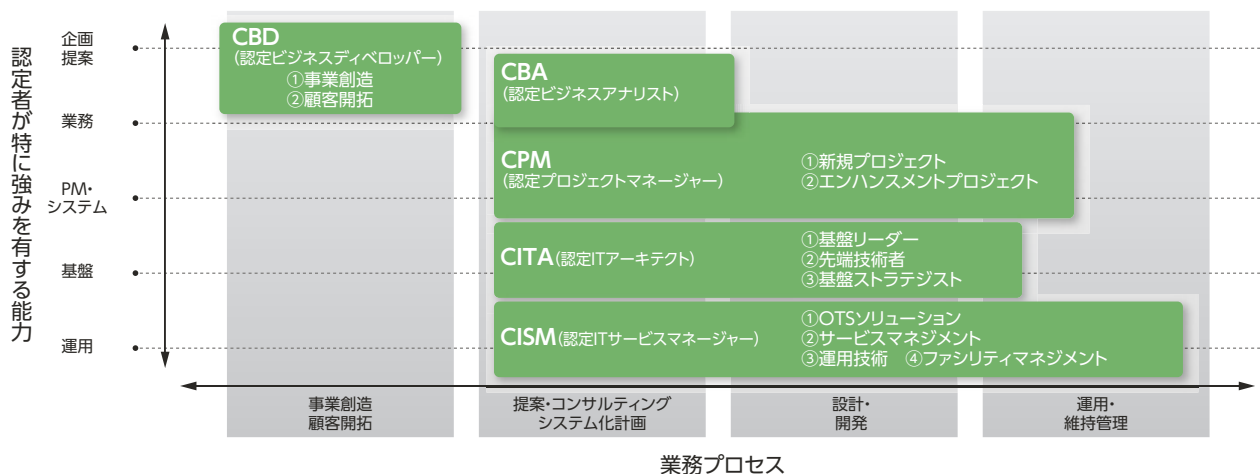 認定者が特に強みを有する能力
企画
提案
業務
PM・
システム
基盤
運用
CBD
(認定ビジネスディベロッパー)
①事業創造
②顧客開拓
CBA
(認定ビジネスアナリスト)
CPM
(認定プロジェクトマネージャー)
①新規プロジェクト
②エンハンスメントプロジェクト
CITA(認定ITアーキテクト)
①基盤リーダー
②先端技術者
③基盤ストラテジスト
CISM(認定ITサービスマネージャー)
①OTSソリューション
②サービスマネジメント
③運用技術 ④ファシリティマネジメント
事業創造
顧客開拓
提案・コンサルティング
システム化計画
設計・
開発
運用・
維持管理
業務プロセス